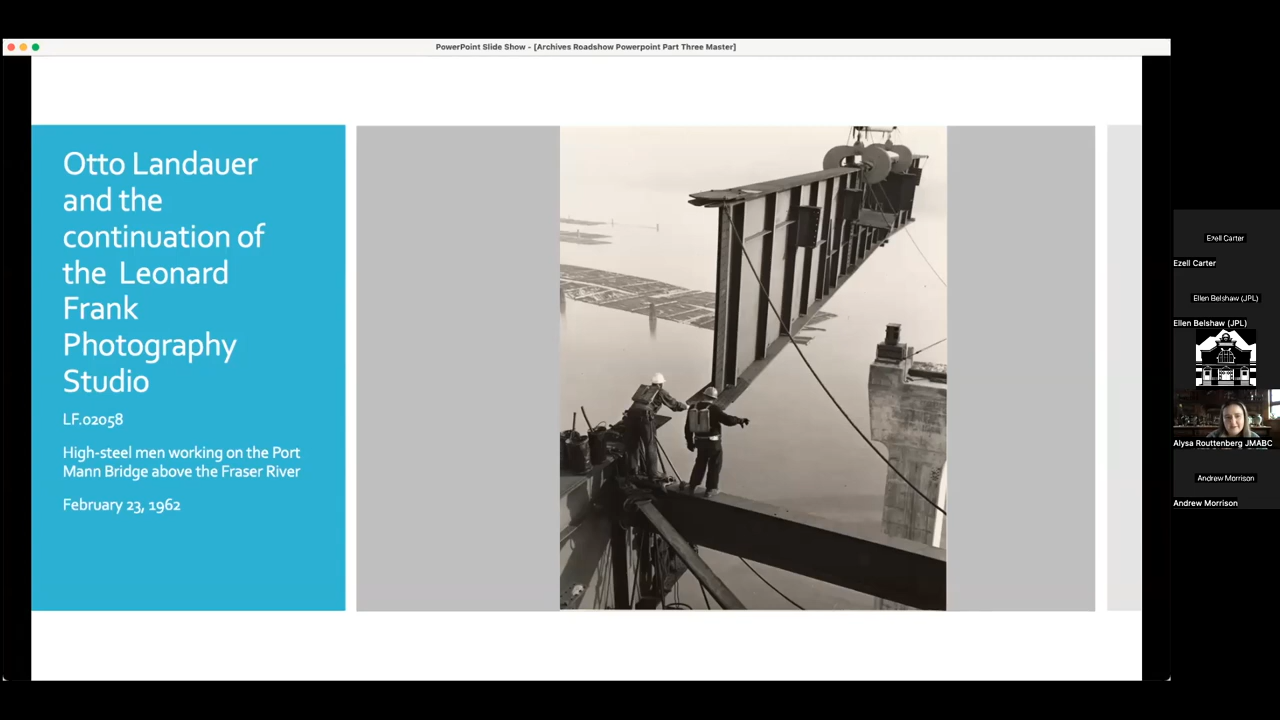 PowerPoint Slide Show - [Archives Roadshow Powerpoint Part Three Master]
Otto Landauer
and the
continuation of
the Leonard
Frank
Photography
Studio
LF.02058
High-steel men working on the Port
Mann Bridge above the Fraser River
February 23, 1962
Ezell Carter
Ezell Carter
Ellen Belshaw (JPL)
Ellen Belshaw (JPL)
Alysa Routtenberg JMABC
Andrew Morrison
Andrew Morrison